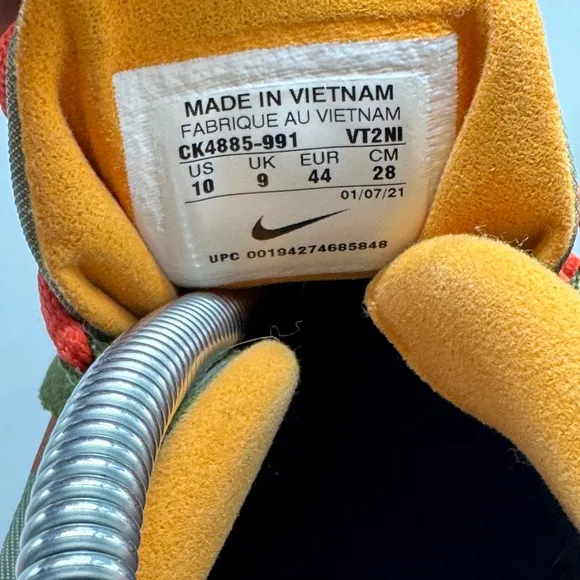 MADE IN VIETNAM
FABRIQUE AU VIETNAM
CK4885-991 VT2NI
US UK EUR CM
10 9 44 28
01/07/21
UPC 00194274685848